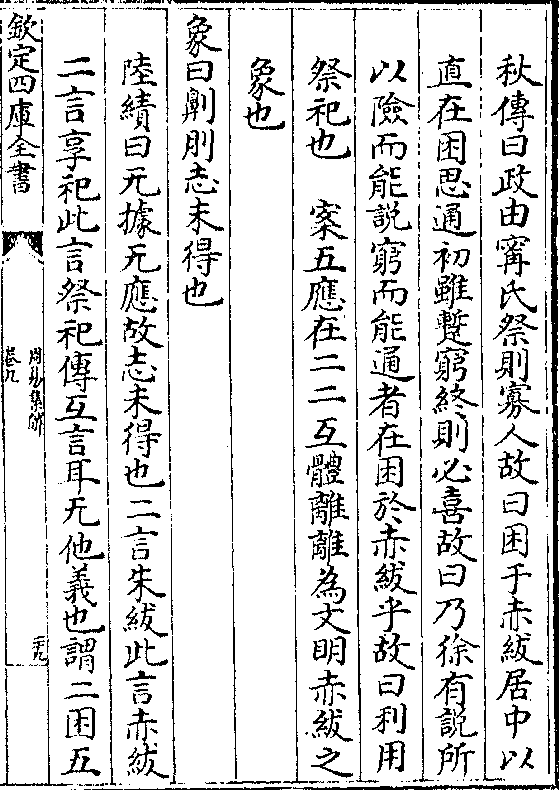 秋傳曰政由寗氏祭則寡人故曰困于赤紱居中以
直在困思通初雖蹔窮終則必喜故曰乃徐有說所
以險而能說窮而能通者在困於赤紱乎故曰利用
祭祀也　案五應在二二互體離離為文明赤紱之
象也
象曰劓刖志未得也
陸績曰无據无應故志未得也二言朱紱此言赤紱
二言享祀此言祭祀傳互言耳无他義也謂二困五
欽定四庫全書
周易集解
卷九
二十九